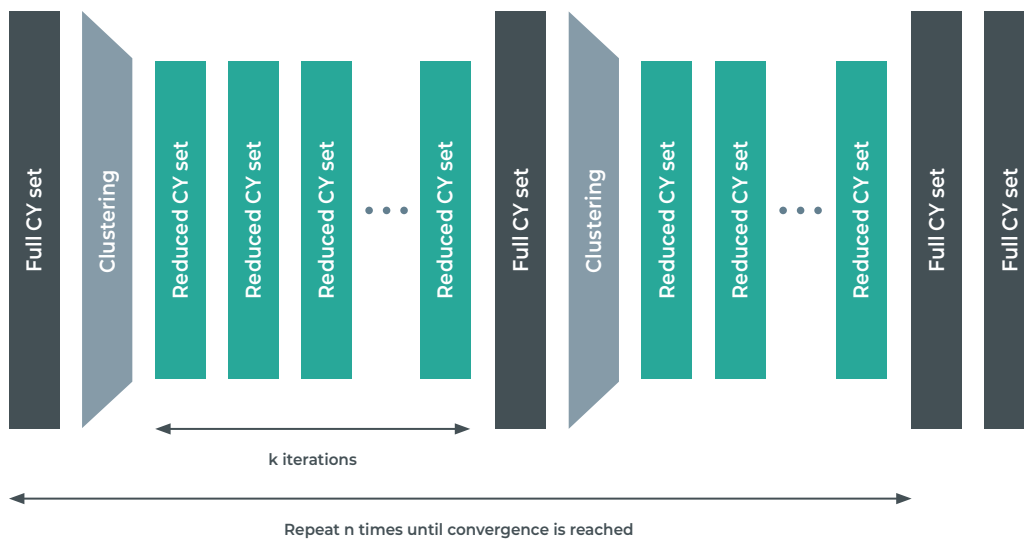 Full CY set
Clustering
Reduced CY set
Reduced CY set
Reduced CY set
Reduced CY set
Full CY set
Clustering
Reduced CY set
Reduced CY set
Reduced CY set
Full CY set
Full CY set
k iterations
Repeat n times until convergence is reached